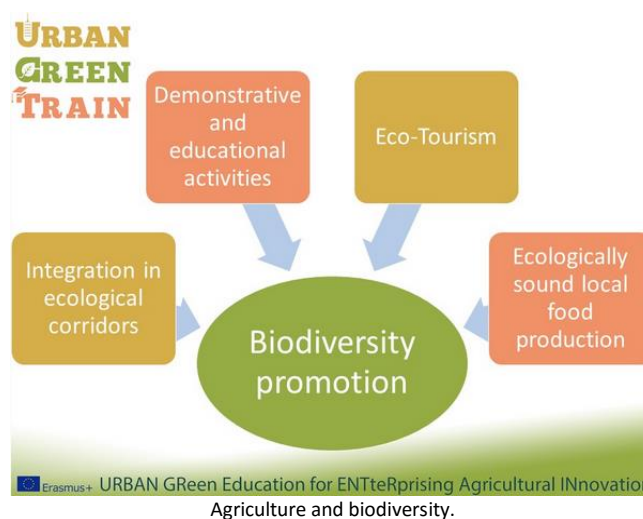 URBAN
GREEN
TRAIN
Demonstrative
and
educational
activities
Eco-Tourism
Integration in
ecological
corridors
Ecologically
sound local
food
production
Biodiversity
promotion
Erasmus+ URBAN GReen Education for ENTteRprising Agricultural INnovation
Agriculture and biodiversity.